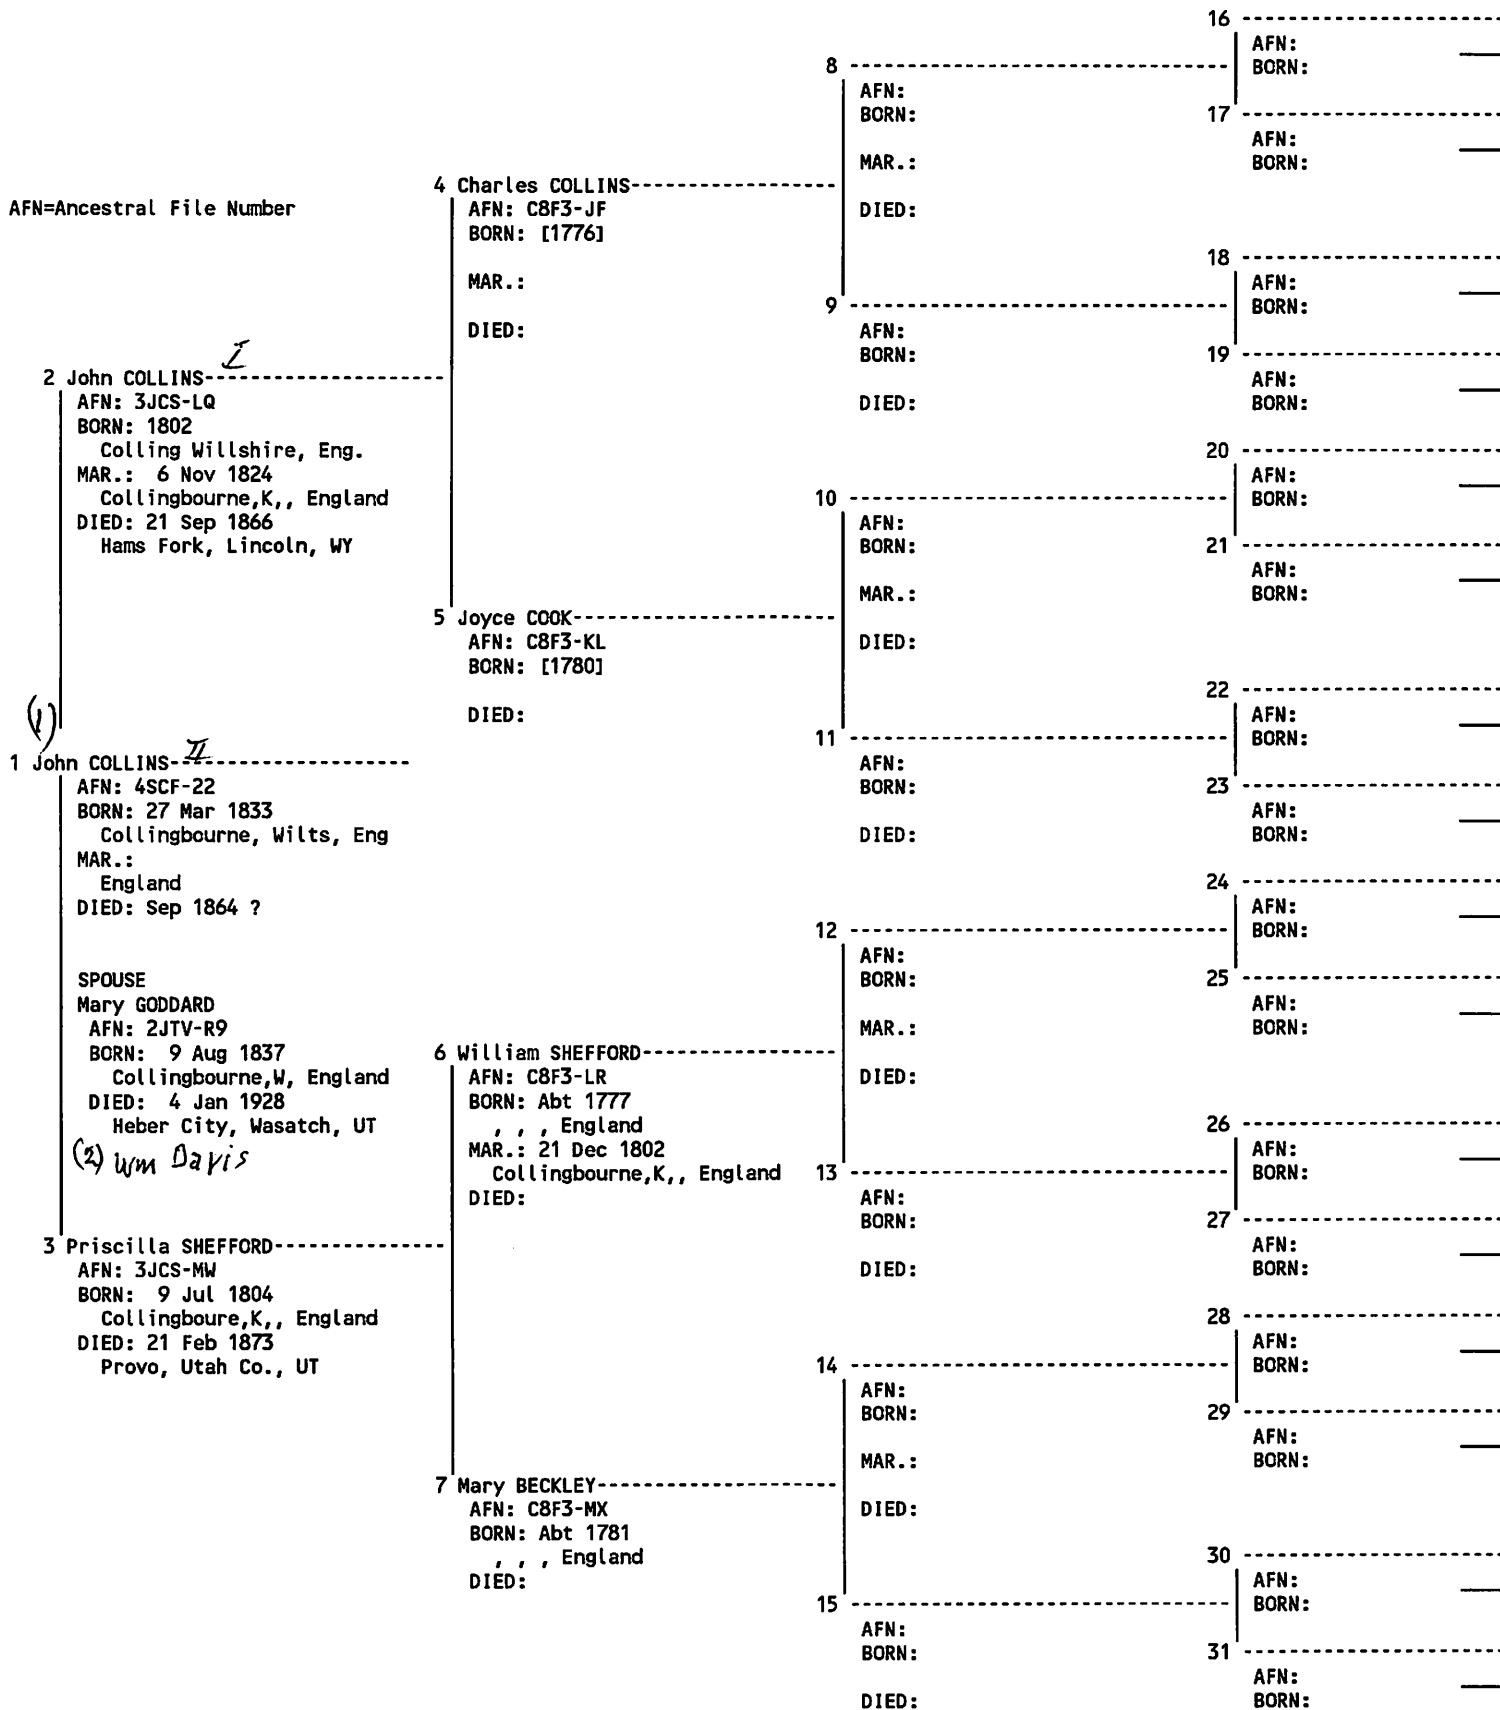 AFN=Ancestral File Number
(1)
1 John COLLINS II
AFN: 4SCF-22
BORN: 27 Mar 1833
Collingbourne, Wilts, Eng
MAR.:
England
DIED: Sep 1864 ?
SPOUSE
Mary GODDARD
AFN: 2JTV-R9
BORN: 9 Aug 1837
Collingbourne,W, England
DIED: 4 Jan 1928
Heber City, Wasatch, UT
(2) Wm Davis
2 John COLLINS I
AFN: 3JCS-LQ
BORN: 1802
Colling Willshire, Eng.
MAR.: 6 Nov 1824
Collingbourne,K,, England
DIED: 21 Sep 1866
Hams Fork, Lincoln, WY
3 Priscilla SHEFFORD
AFN: 3JCS-MW
BORN: 9 Jul 1804
Collingboure,K,, England
DIED: 21 Feb 1873
Provo, Utah Co., UT
4 Charles COLLINS
AFN: C8F3-JF
BORN: [1776]
MAR.:
DIED:
5 Joyce COOK
AFN: C8F3-KL
BORN: [1780]
DIED:
6 William SHEFFORD
AFN: C8F3-LR
BORN: Abt 1777
, , , England
MAR.: 21 Dec 1802
Collingbourne,K,, England
DIED:
7 Mary BECKLEY
AFN: C8F3-MX
BORN: Abt 1781
, , , England
DIED:
8
AFN:
BORN:
MAR.:
DIED:
9
AFN:
BORN:
DIED:
10
AFN:
BORN:
MAR.:
DIED:
11
AFN:
BORN:
DIED:
12
AFN:
BORN:
MAR.:
DIED:
13
AFN:
BORN:
DIED:
14
AFN:
BORN:
MAR.:
DIED:
15
AFN:
BORN:
DIED:
16
AFN:
BORN:
17
AFN:
BORN:
18
AFN:
BORN:
19
AFN:
BORN:
20
AFN:
BORN:
21
AFN:
BORN:
22
AFN:
BORN:
23
AFN:
BORN:
24
AFN:
BORN:
25
AFN:
BORN:
26
AFN:
BORN:
27
AFN:
BORN:
28
AFN:
BORN:
29
AFN:
BORN:
30
AFN:
BORN:
31
AFN:
BORN: